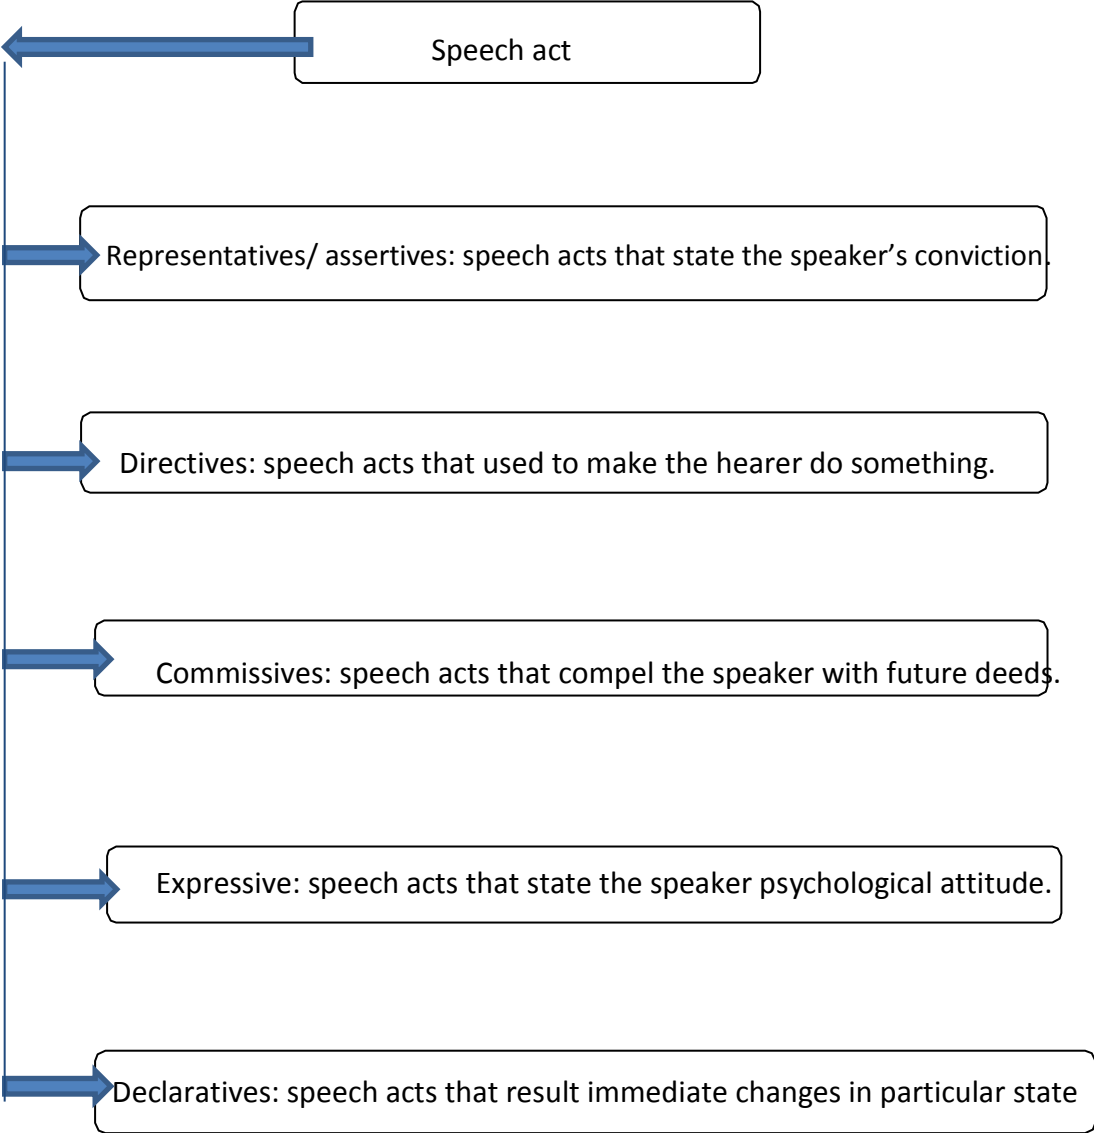 Speech act
Representatives/ assertives: speech acts that state the speaker’s conviction.
Directives: speech acts that used to make the hearer do something.
Commissives: speech acts that compel the speaker with future deeds.
Expressive: speech acts that state the speaker psychological attitude.
Declaratives: speech acts that result immediate changes in particular state